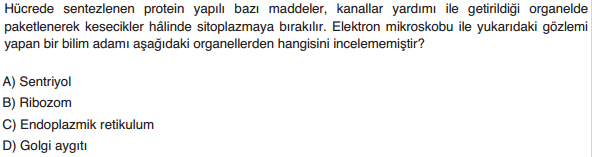 Hücrede sentezlenen protein yapılı bazı maddeler, kanallar yardımı ile getirildiği organelde
paketlenerek kesecikler hâlinde sitoplazmaya bırakılır. Elektron mikroskobu ile yukarıdaki gözlemi
yapan bir bilim adamı aşağıdaki organellerden hangisini incelememiştir?
A) Sentriyol
B) Ribozom
C) Endoplazmik retikulum
D) Golgi aygıtı